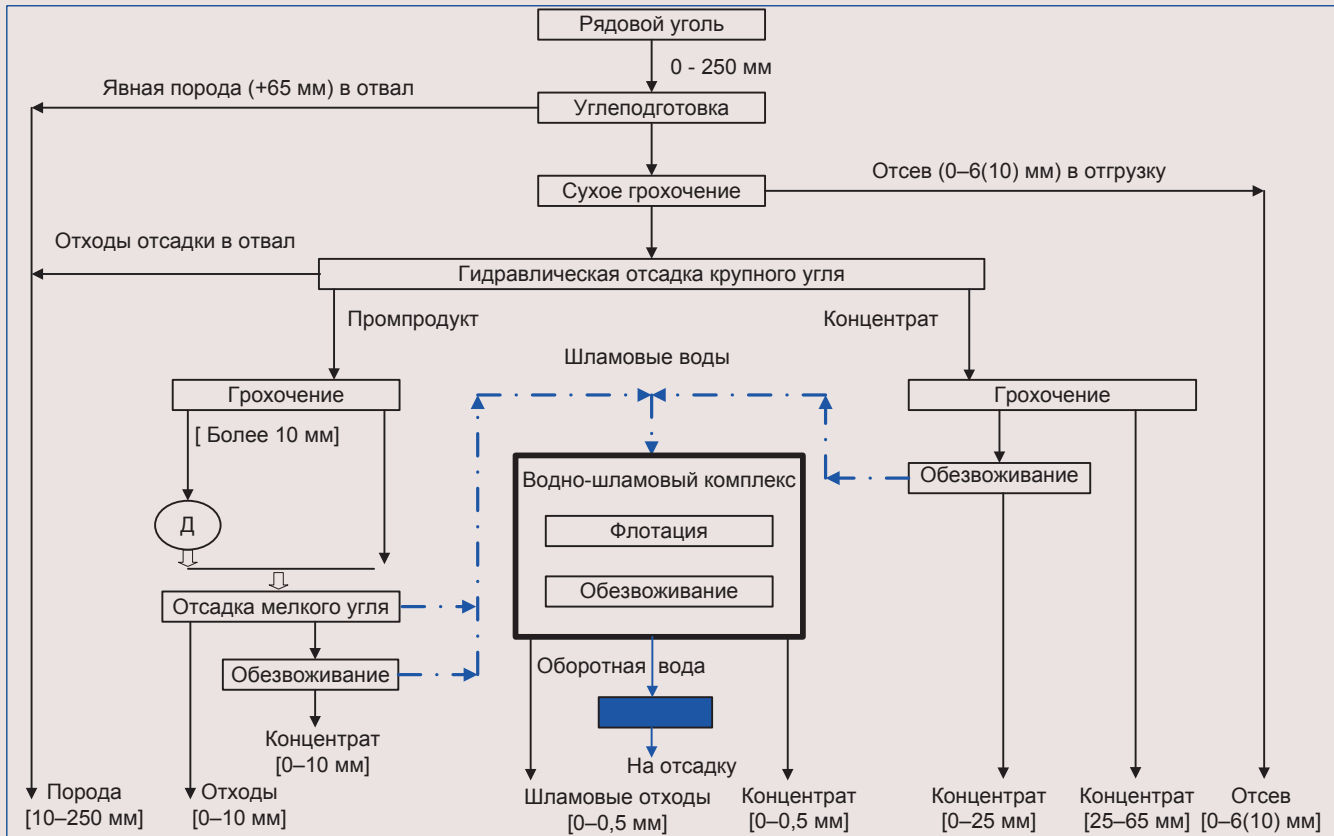 Рядовой уголь
0 - 250 мм
Явная порода (+65 мм) в отвал
Углеподготовка
Отсев (0–6(10) мм) в отгрузку
Сухое грохочение
Отходы отсадки в отвал
Гидравлическая отсадка крупного угля
Промпродукт
Концентрат
Шламовые воды
Грохочение
Грохочение
[ Более 10 мм]
Обезвоживание
Водно-шламовый комплекс
Д
Флотация
Обезвоживание
Отсадка мелкого угля
Обезвоживание
Оборотная вода
Концентрат
[0–10 мм]
На отсадку
Порода
[10–250 мм]
Отходы
[0–10 мм]
Шламовые отходы
[0–0,5 мм]
Концентрат
[0–0,5 мм]
Концентрат
[0–25 мм]
Концентрат
[25–65 мм]
Отсев
[0–6(10) мм]